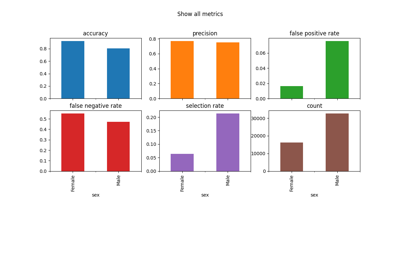 Show all metrics
accuracy
precision
false positive rate
0.8
0.6
0.4
0.2
0.0
0.8
0.6
0.4
0.2
0.0
0.06
0.04
0.02
0.00
false negative rate
selection rate
count
0.5
0.4
0.3
0.2
0.1
0.0
0.20
0.15
0.10
0.05
0.00
30000
20000
10000
0
Female
Male
Female
Male
Female
Male
sex
sex
sex